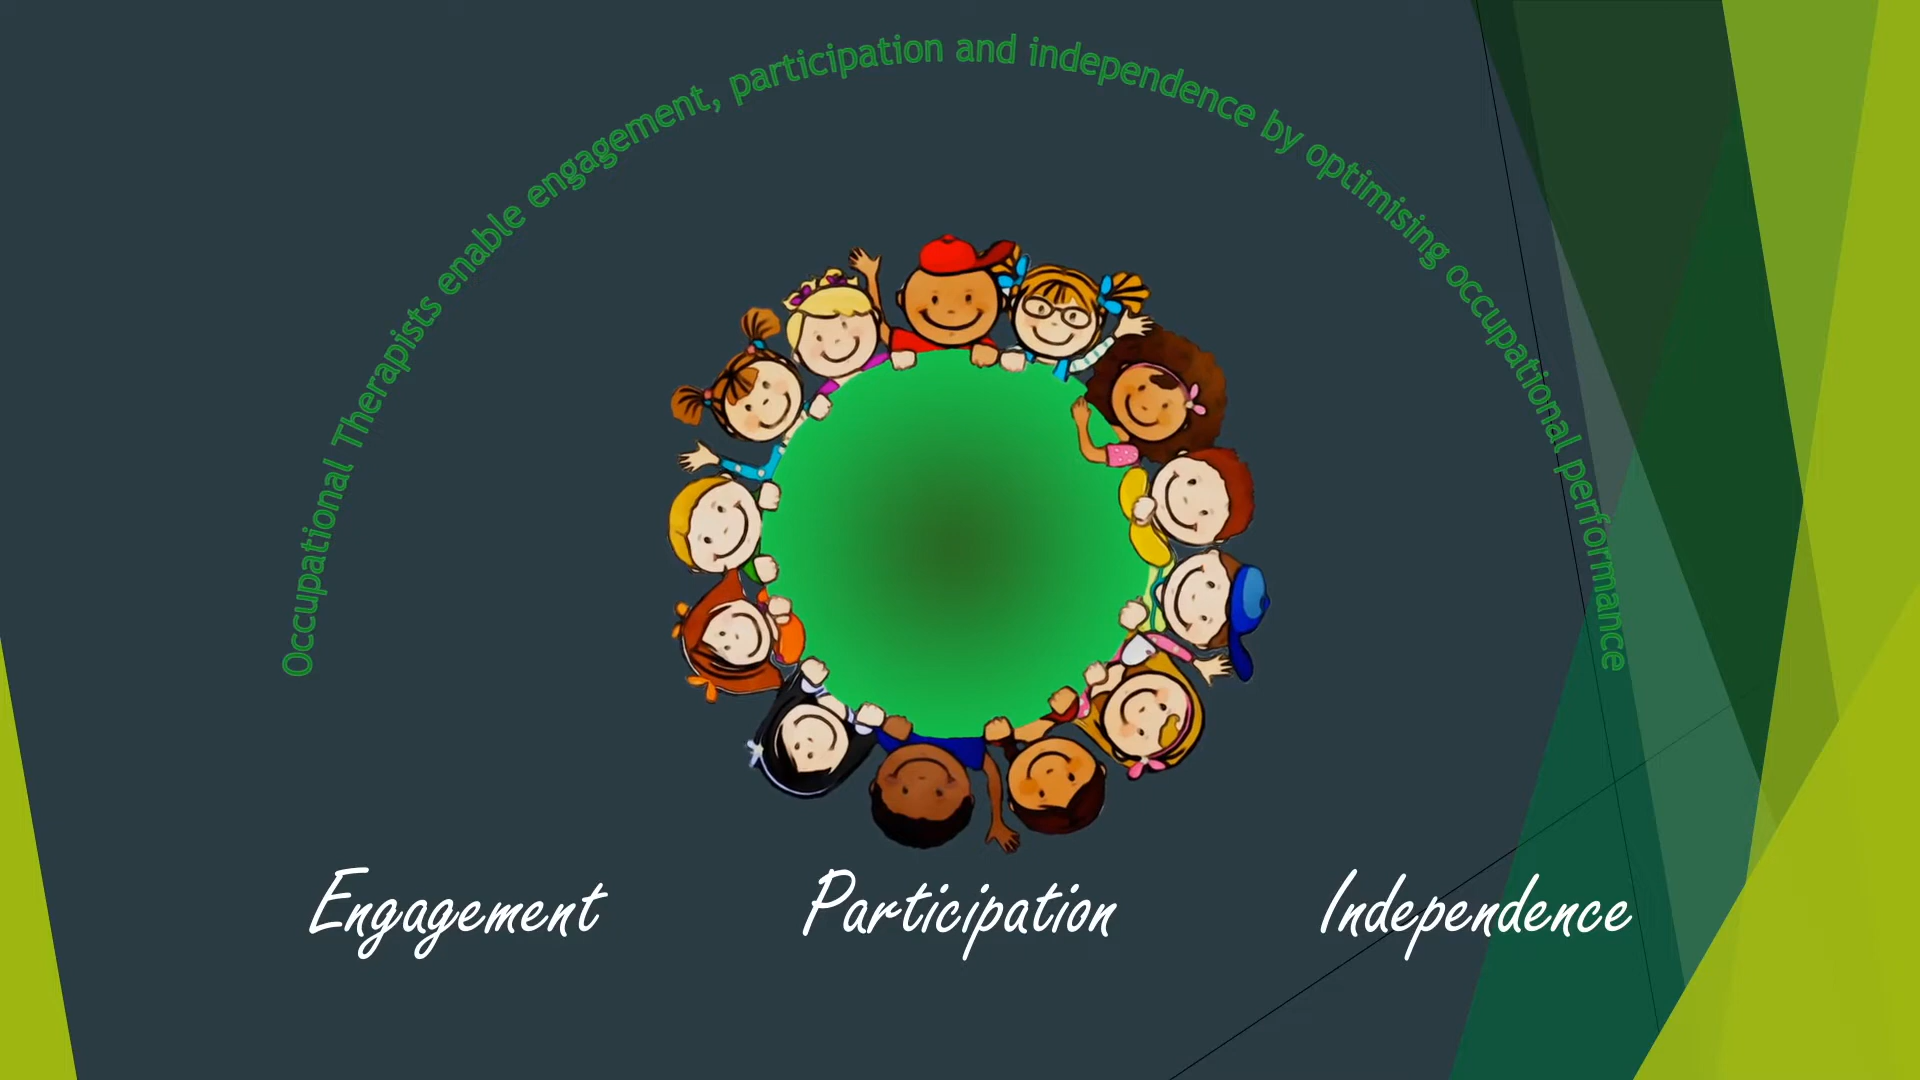 Occupational Therapists enable engagement, participation and independence by optimising occupational performance
Engagement
Participation
Independence